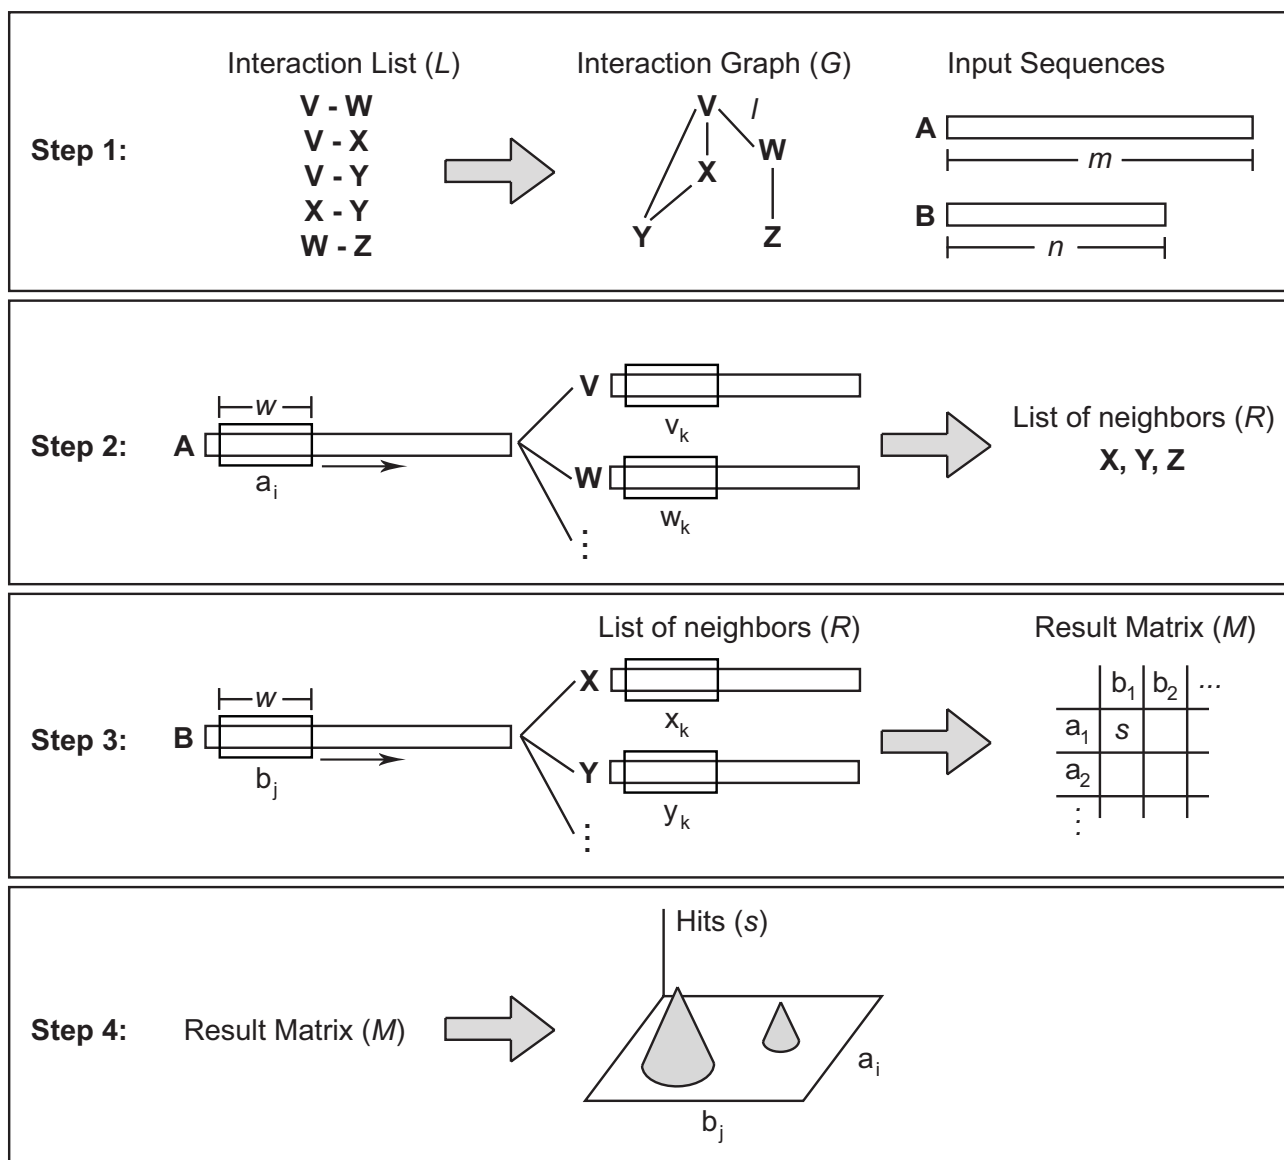 Step 1:
Interaction List (L)
V - W
V - X
V - Y
X - Y
W - Z
Interaction Graph (G)
V
l
W
X
Y
Z
Input Sequences
A
m
B
n
Step 2:
w
A
a_i
V
v_k
W
w_k
⋮
List of neighbors (R)
X, Y, Z
Step 3:
w
B
b_j
List of neighbors (R)
X
x_k
Y
y_k
⋮
Result Matrix (M)
b_1 b_2 ...
a_1 s
a_2
⋮
Step 4:
Result Matrix (M)
Hits (s)
a_i
b_j